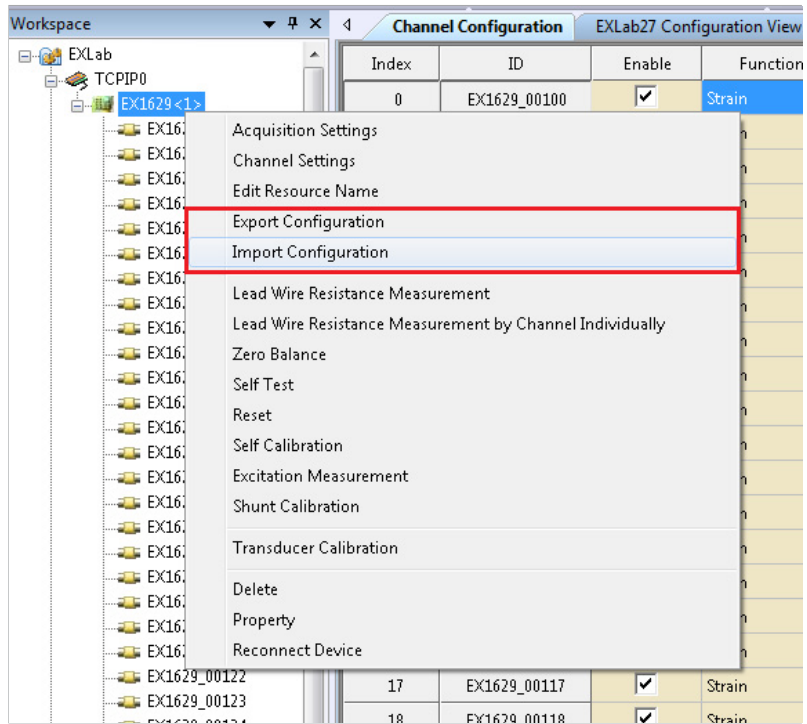 Workspace
Channel Configuration EXLab27 Configuration View
EXLab
TCPIP0
EX1629<1>
Index ID Enable Function
0 EX1629_00100 Strain
Acquisition Settings
Channel Settings
Edit Resource Name
Export Configuration
Import Configuration
Lead Wire Resistance Measurement
Lead Wire Resistance Measurement by Channel Individually
Zero Balance
Self Test
Reset
Self Calibration
Excitation Measurement
Shunt Calibration
Transducer Calibration
Delete
Property
Reconnect Device
EX1629_00122
EX1629_00123
17 EX1629_00117 Strain
18 EX1629_00118 Strain